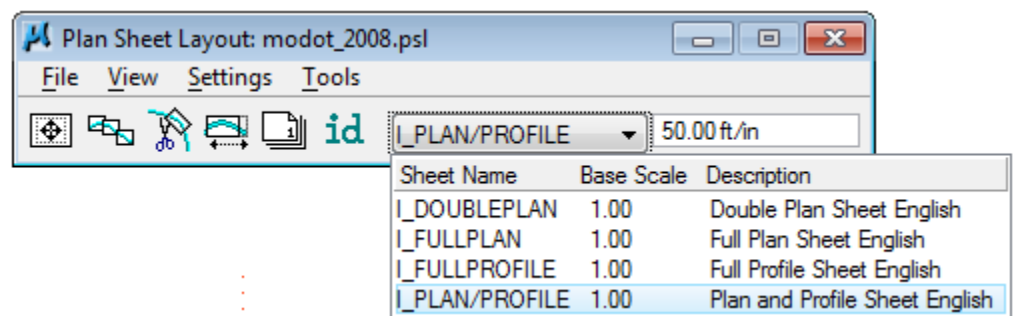 Plan Sheet Layout: modot_2008.psl
File View Settings Tools
1 id I_PLAN/PROFILE 50.00 ft/in
Sheet Name Base Scale Description
I_DOUBLEPLAN 1.00 Double Plan Sheet English
I_FULLPLAN 1.00 Full Plan Sheet English
I_FULLPROFILE 1.00 Full Profile Sheet English
I_PLAN/PROFILE 1.00 Plan and Profile Sheet English